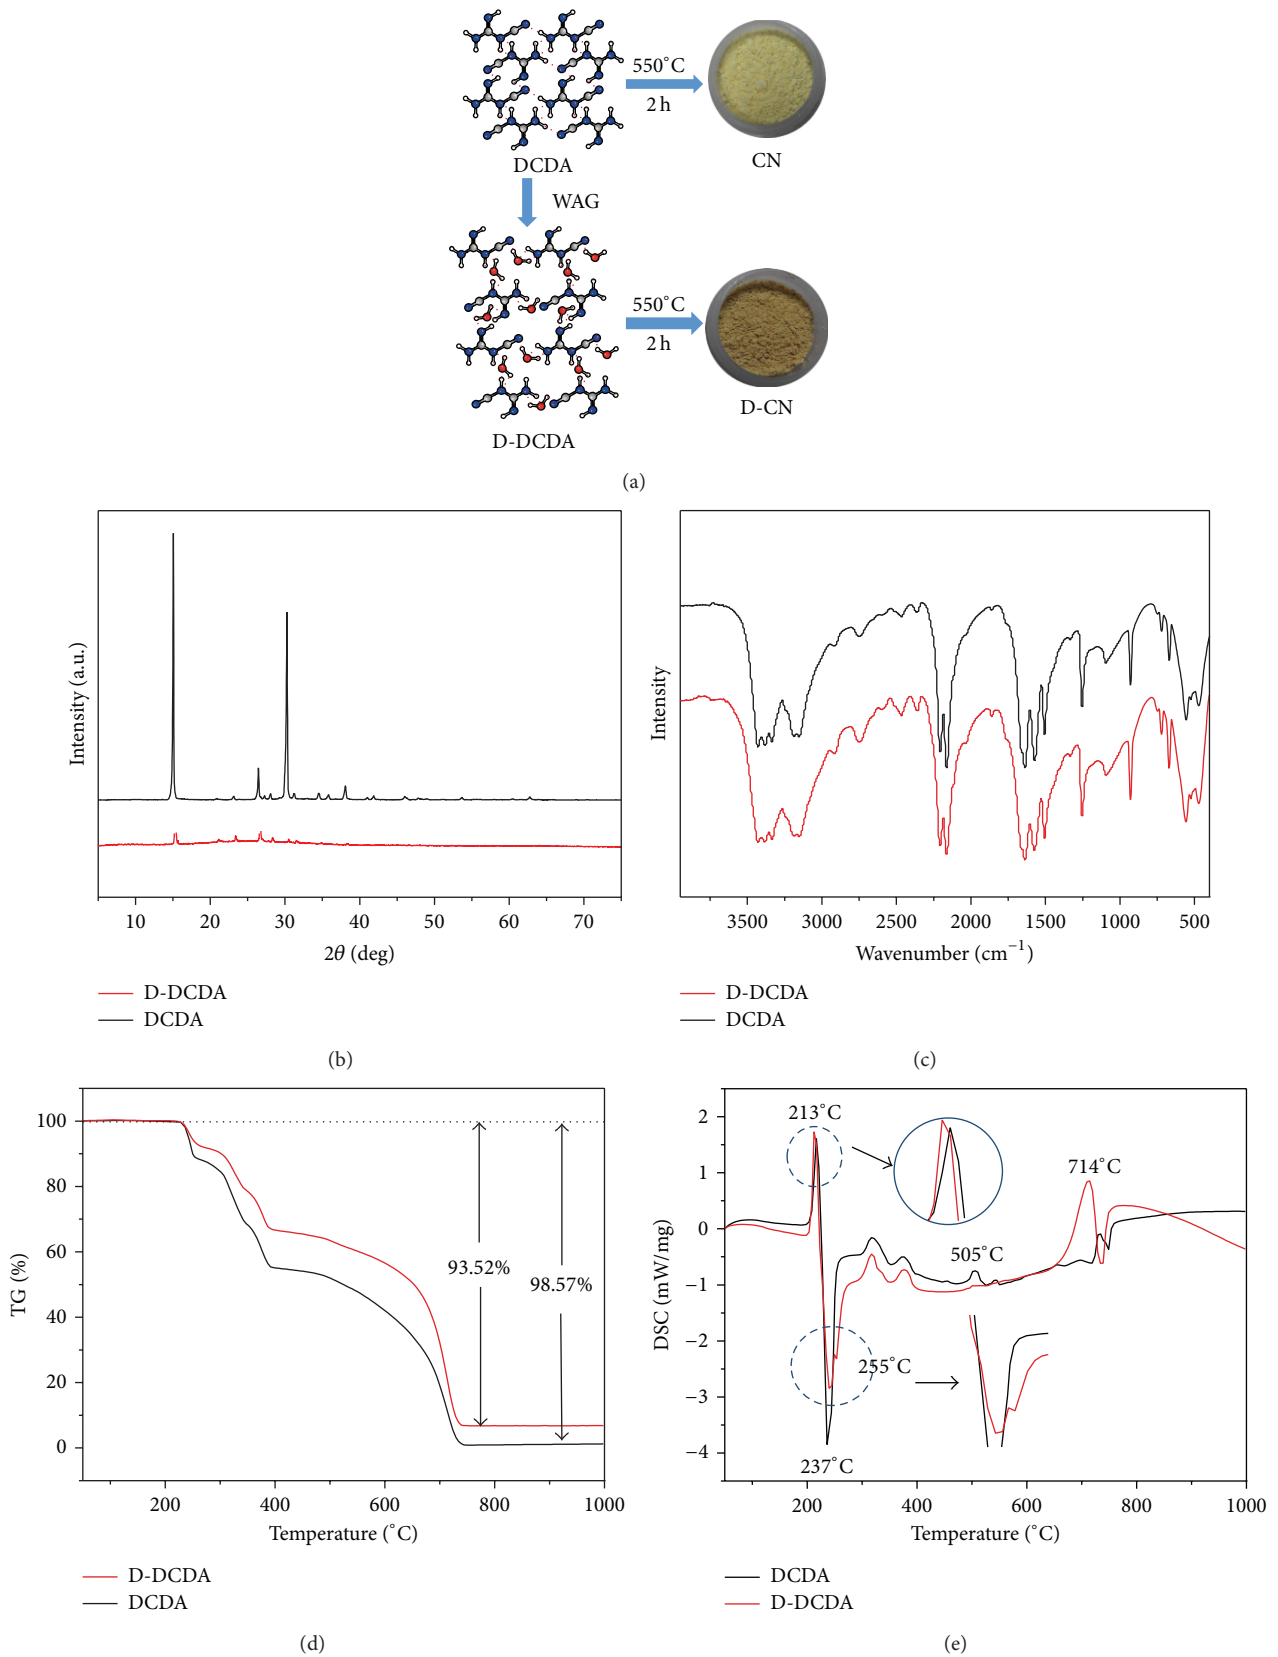 550°C
2 h
DCDA
CN
WAG
550°C
2 h
D-DCDA
D-CN
(a)
Intensity (a.u.)
10 20 30 40 50 60 70
2θ (deg)
D-DCDA
DCDA
(b)
Intensity
3500 3000 2500 2000 1500 1000 500
Wavenumber (cm⁻¹)
D-DCDA
DCDA
(c)
TG (%)
100
80
60
40
20
0
93.52%
98.57%
200 400 600 800 1000
Temperature (°C)
D-DCDA
DCDA
(d)
DSC (mW/mg)
2
1
0
−1
−2
−3
−4
213°C
714°C
505°C
255°C
237°C
200 400 600 800 1000
Temperature (°C)
DCDA
D-DCDA
(e)